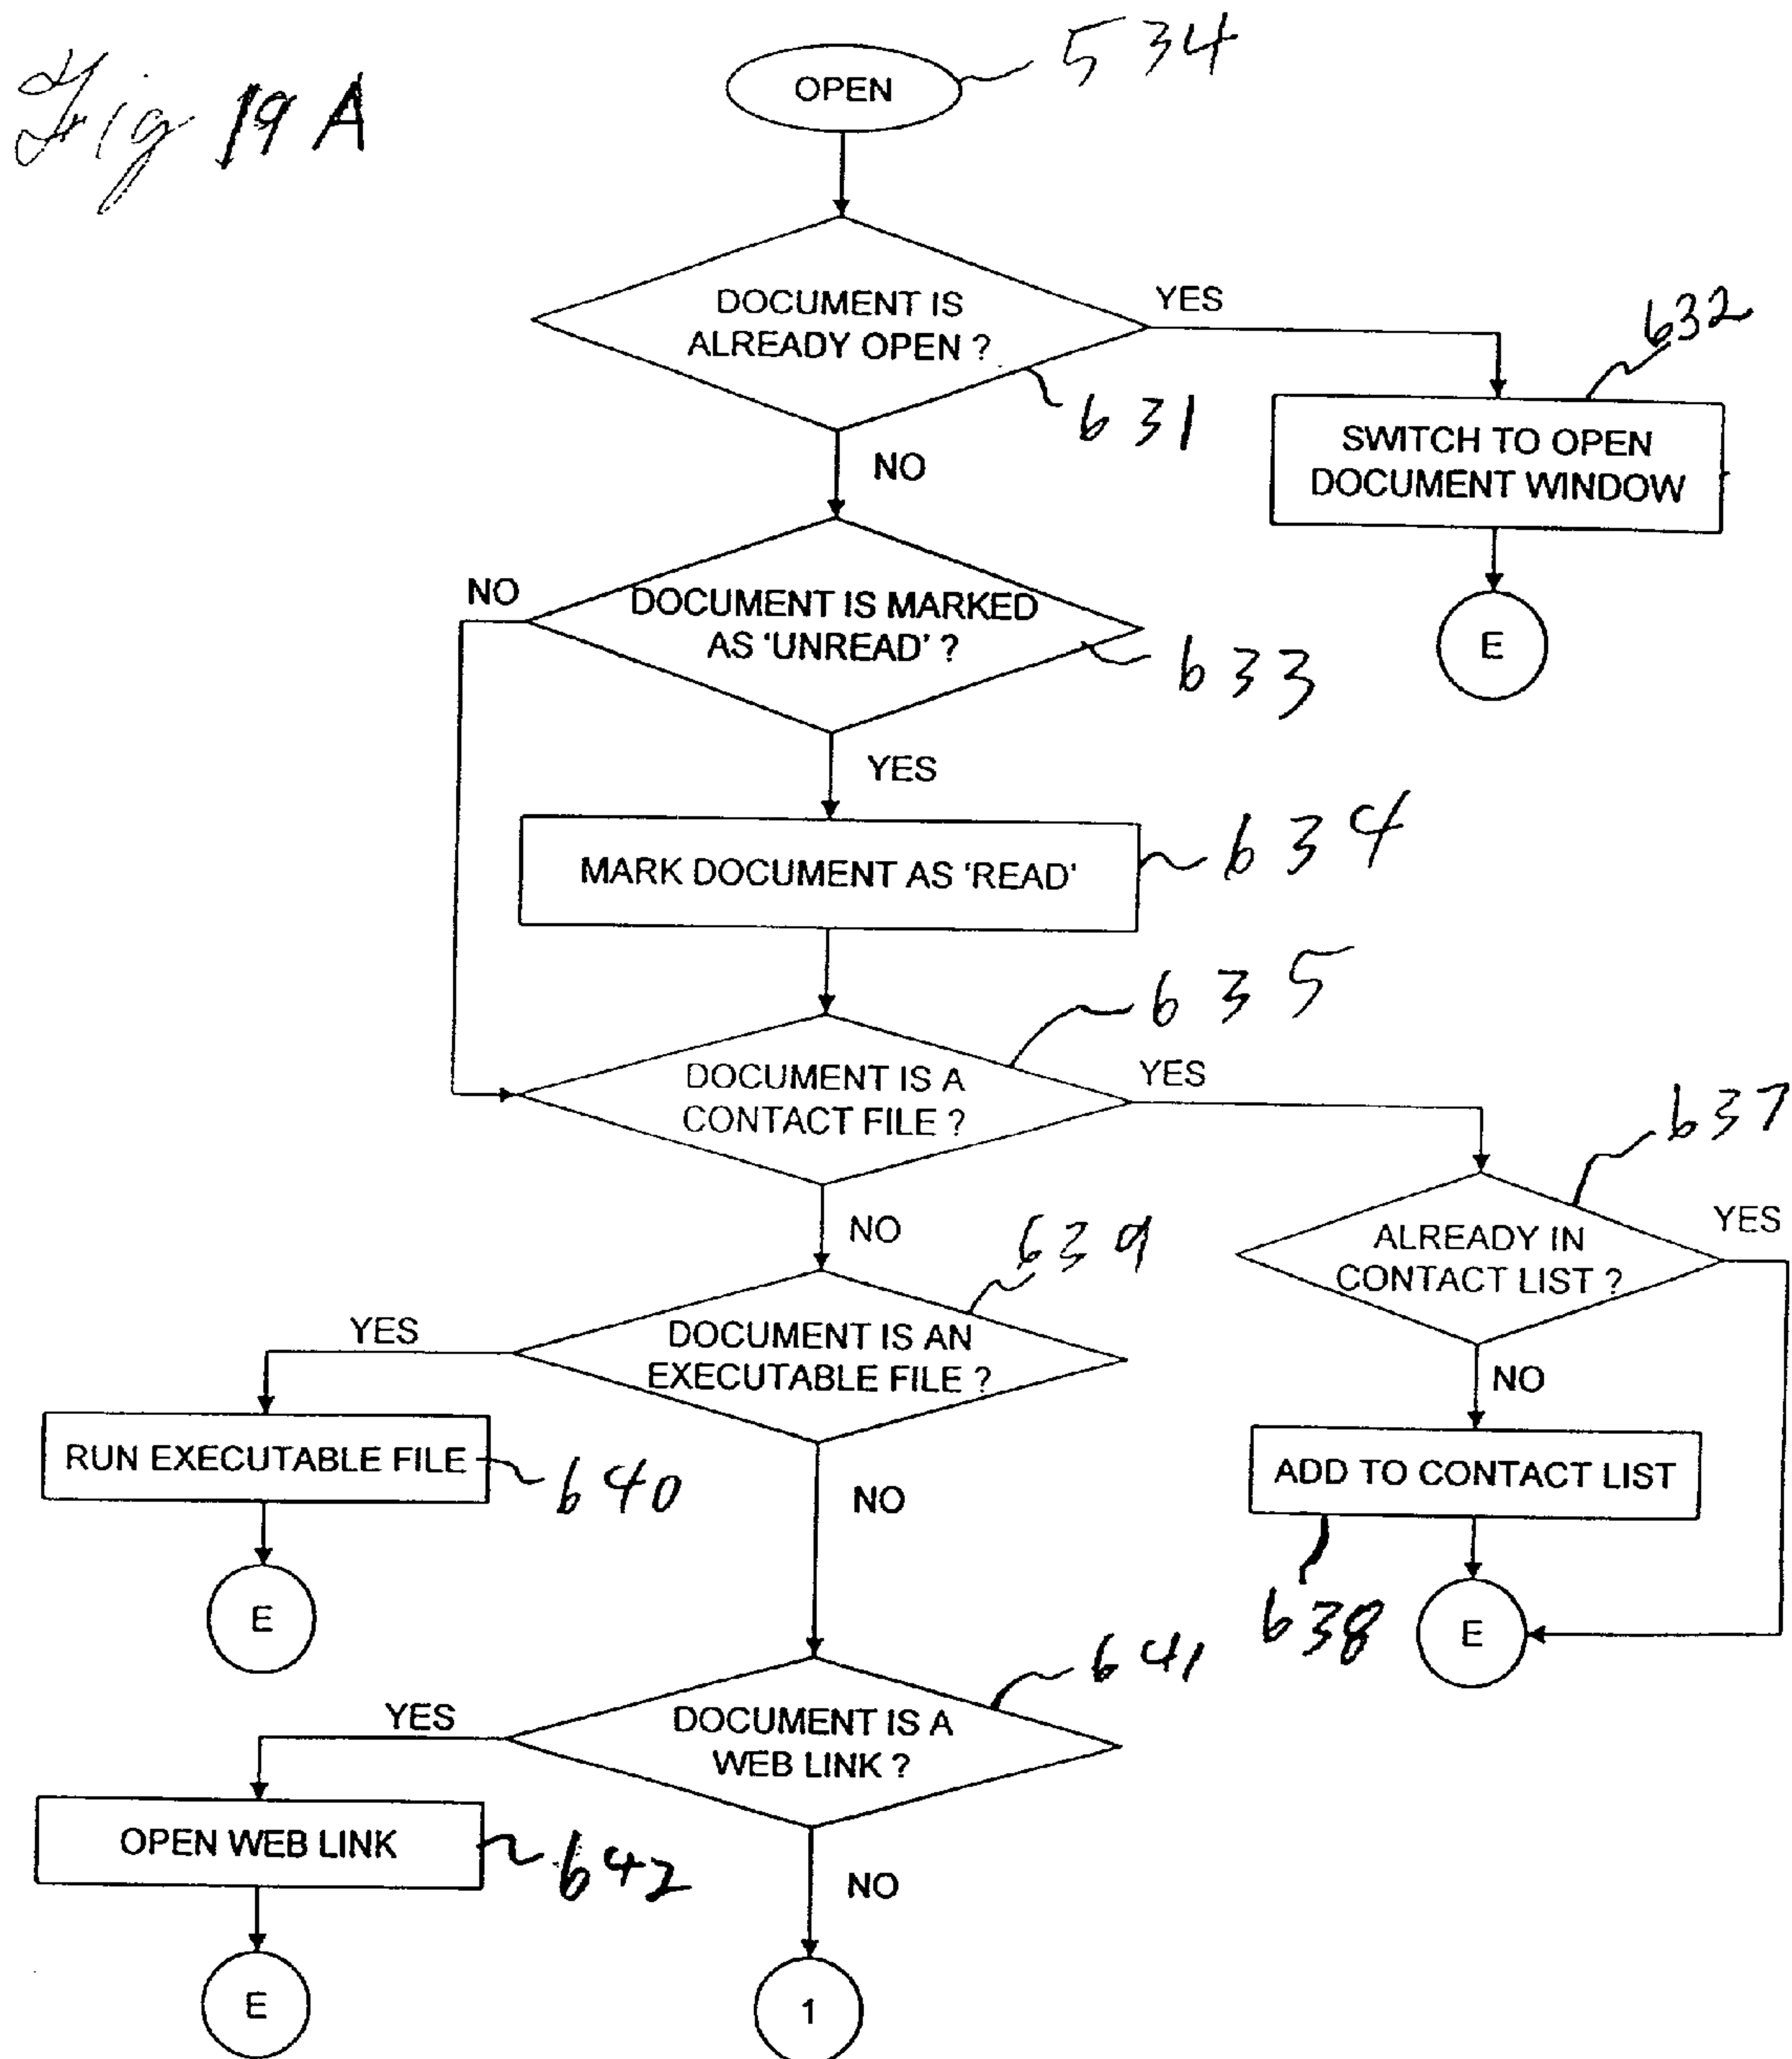 Fig 19 A
OPEN
534
DOCUMENT IS
ALREADY OPEN ?
YES
631
NO
632
SWITCH TO OPEN
DOCUMENT WINDOW
E
NO
DOCUMENT IS MARKED
AS 'UNREAD' ?
633
YES
MARK DOCUMENT AS 'READ'
634
635
DOCUMENT IS A
CONTACT FILE ?
YES
637
NO
ALREADY IN
CONTACT LIST ?
YES
NO
ADD TO CONTACT LIST
638
E
639
YES
DOCUMENT IS AN
EXECUTABLE FILE ?
RUN EXECUTABLE FILE
640
NO
E
641
YES
DOCUMENT IS A
WEB LINK ?
OPEN WEB LINK
642
NO
E
1